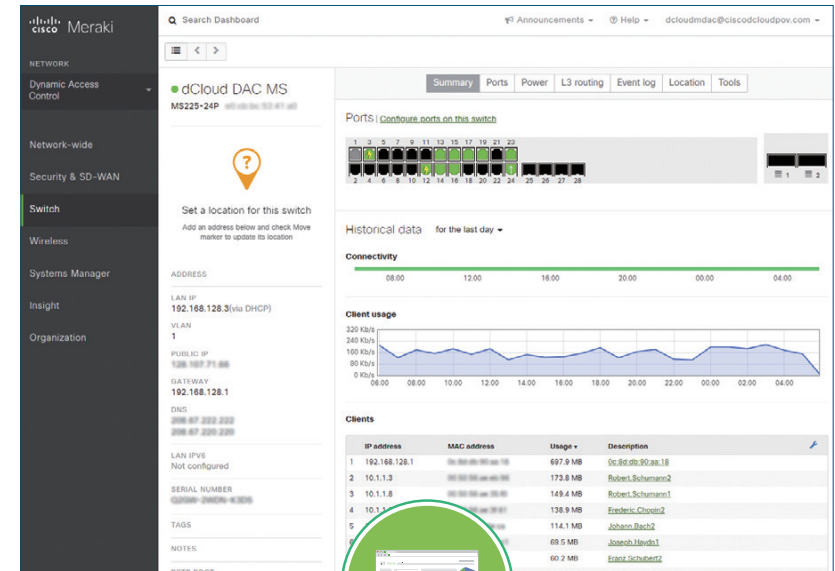 cisco Meraki
Search Dashboard
Announcements
Help
dcloudmdac@ciscodcloudpov.com
NETWORK
Dynamic Access
Control
Network-wide
Security & SD-WAN
Switch
Wireless
Systems Manager
Insight
Organization
dCloud DAC MS
MS225-24P
?
Set a location for this switch
Add an address below and check Move
marker to update its location
ADDRESS
LAN IP
192.168.128.3(via DHCP)
VLAN
1
PUBLIC IP
GATEWAY
192.168.128.1
DNS
LAN IPV6
Not configured
SERIAL NUMBER
TAGS
NOTES
Summary Ports Power L3 routing Event log Location Tools
Ports | Configure ports on this switch
1 3 5 7 9 11 13 15 17 19 21 23
2 4 6 8 10 12 14 16 18 20 22 24 25 26 27 28
1 2
Historical data for the last day
Connectivity
08:00 12:00 16:00 20:00 00:00 04:00
Client usage
320 Kb/s
240 Kb/s
160 Kb/s
80 Kb/s
0 Kb/s
06:00 08:00 10:00 12:00 14:00 16:00 18:00 20:00 22:00 00:00 02:00 04:00
Clients
IP address MAC address Usage Description
1 192.168.128.1 697.9 MB 0c:8d:db:90:aa:18
2 10.1.1.3 173.8 MB Robert.Schumann2
3 10.1.1.8 149.4 MB Robert.Schumann1
4 138.9 MB Frederic.Chopin2
5 114.1 MB Johann.Bach2
69.5 MB Joseph.Haydn1
60.2 MB Franz.Schubert2